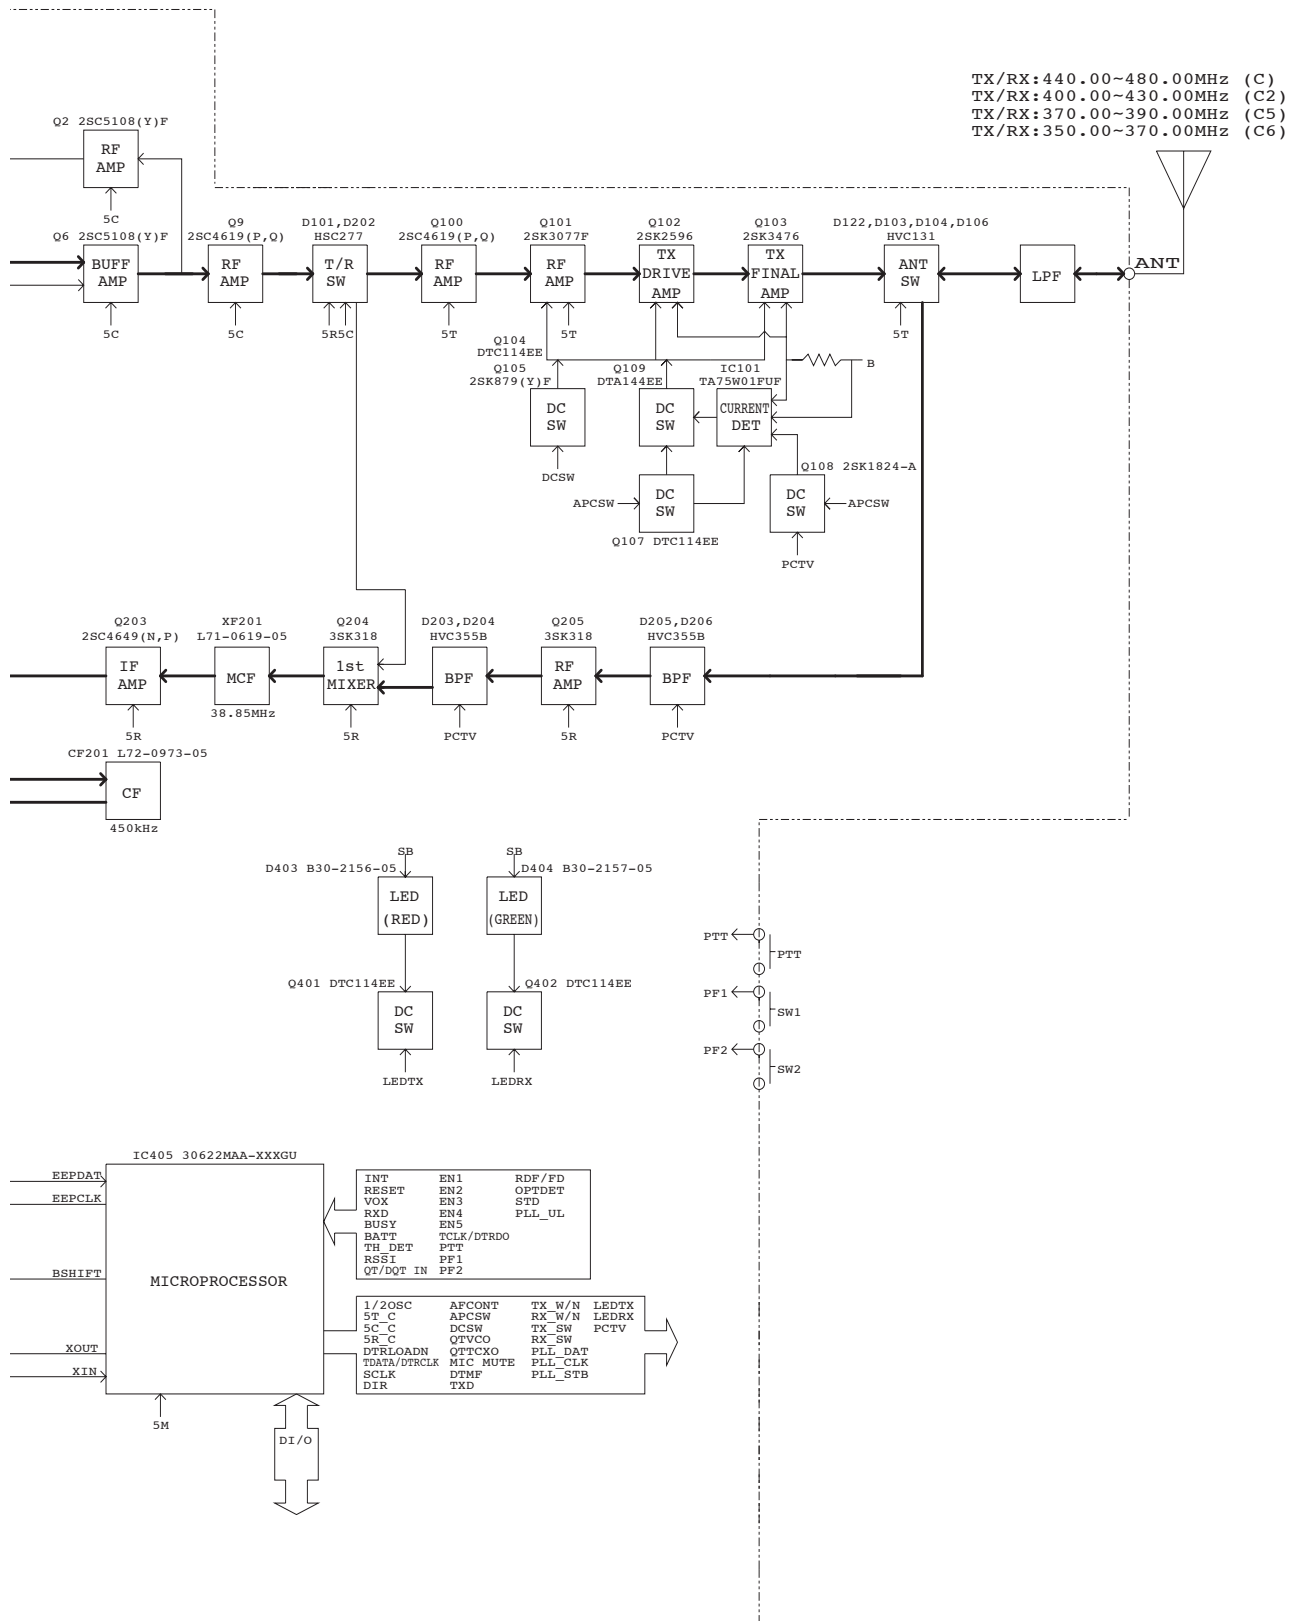 TX/RX:440.00~480.00MHz (C)
TX/RX:400.00~430.00MHz (C2)
TX/RX:370.00~390.00MHz (C5)
TX/RX:350.00~370.00MHz (C6)
Q2 2SC5108(Y)F
RF
AMP
5C
Q6 2SC5108(Y)F
BUFF
AMP
5C
Q9
2SC4619(P,Q)
RF
AMP
5C
D101,D202
HSC277
T/R
SW
5R5C
Q100
2SC4619(P,Q)
RF
AMP
5T
Q101
2SK3077F
RF
AMP
5T
Q102
2SK2596
TX
DRIVE
AMP
Q103
2SK3476
TX
FINAL
AMP
D122,D103,D104,D106
HVC131
ANT
SW
5T
LPF
ANT
Q104
DTC114EE
Q105
2SK879(Y)F
DC
SW
DCSW
Q109
DTA144EE
DC
SW
IC101
TA75W01FUF
CURRENT
DET
B
APCSW
DC
SW
Q107 DTC114EE
Q108 2SK1824-A
DC
SW
APCSW
PCTV
Q203
2SC4649(N,P)
IF
AMP
5R
XF201
L71-0619-05
MCF
38.85MHz
Q204
3SK318
1st
MIXER
5R
D203,D204
HVC355B
BPF
PCTV
Q205
3SK318
RF
AMP
5R
D205,D206
HVC355B
BPF
PCTV
CF201 L72-0973-05
CF
450kHz
SB
D403 B30-2156-05
LED
(RED)
SB
D404 B30-2157-05
LED
(GREEN)
Q401 DTC114EE
DC
SW
LEDTX
Q402 DTC114EE
DC
SW
LEDRX
PTT
PTT
PF1
SW1
PF2
SW2
IC405 30622MAA-XXXGU
EEPDAT
EEPCLK
BSHIFT
XOUT
XIN
MICROPROCESSOR
5M
DI/O
INT EN1 RDF/FD
RESET EN2 OPTDET
VOX EN3 STD
RXD EN4 PLL_UL
BUSY EN5
BATT TCLK/DTRDO
TH_DET PTT
RSSI PF1
QT/DQT IN PF2
1/2OSC AFCONT TX_W/N LEDTX
5T_C APCSW RX_W/N LEDRX
5C_C DCSW TX_SW PCTV
5R_C QTVCO RX_SW
DTRLOADN QTTCXO PLL_DAT
TDATA/DTRCLK MIC MUTE PLL_CLK
SCLK DTMF PLL_STB
DIR TXD